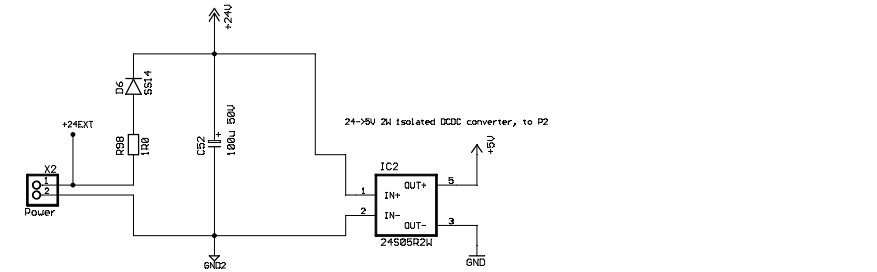 +24V
D6
SS14
24->5V 2W isolated DCDC converter, to P2
+24EXT
R98
1R0
C52
+
100u 50V
+5V
X2
1
2
Power
IC2
1
IN+
OUT+
5
2
IN-
OUT-
3
24S05R2W
GND2
GND